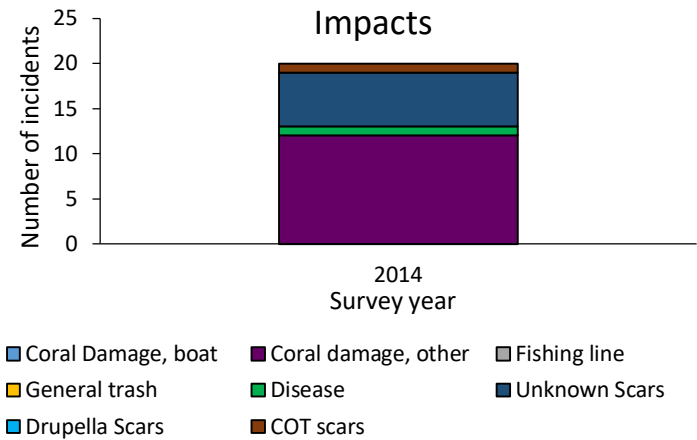 Impacts
Number of incidents
25
20
15
10
5
0
2014
Survey year
Coral Damage, boat
Coral damage, other
Fishing line
General trash
Disease
Unknown Scars
Drupella Scars
COT scars